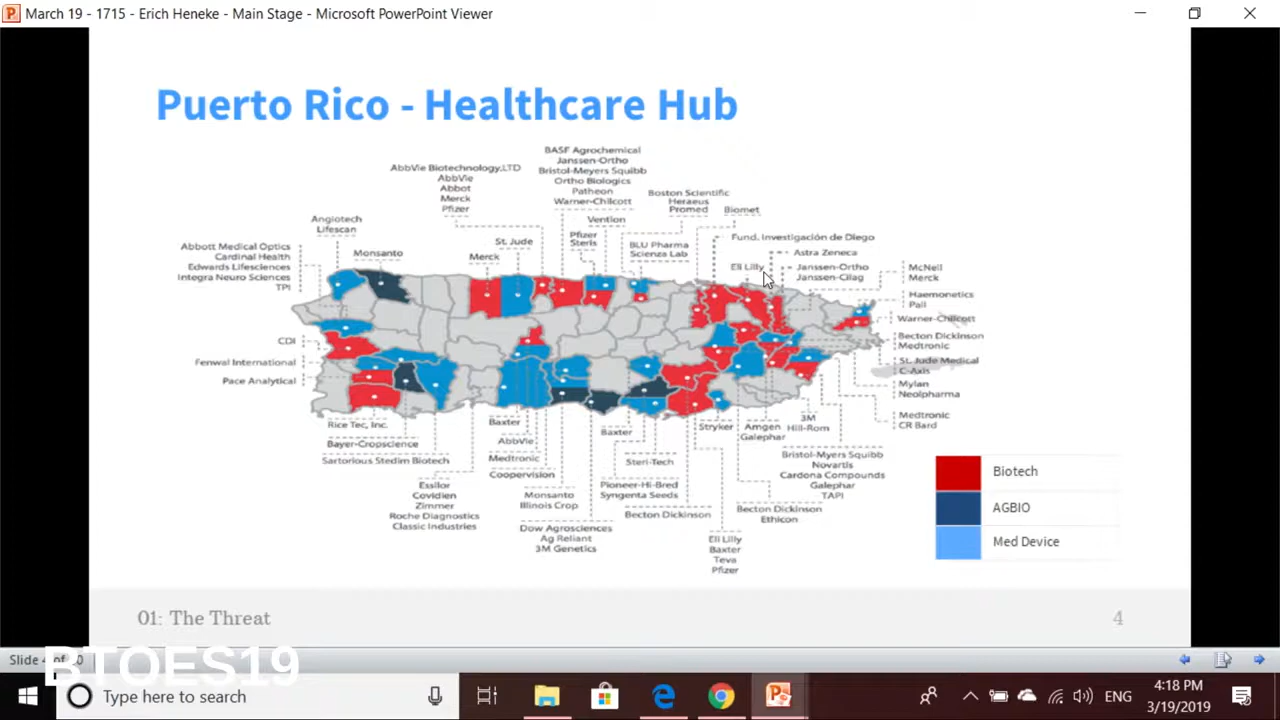 March 19 - 1715 - Erich Heneke - Main Stage - Microsoft PowerPoint Viewer
Puerto Rico - Healthcare Hub
BASF Agrochemical
Janssen-Ortho
Bristol-Meyers Squibb
Ortho Biologics
Patheon
Warner-Chilcott
AbbVie Biotechnology,LTD
AbbVie
Abbot
Merck
Pfizer
Boston Scientific
Heraeus
Promed
Biomet
Angiotech
Lifescan
Vention
Pfizer
Steris
Fund. Investigación de Diego
St. Jude
BLU Pharma
Scienza Lab
Abbott Medical Optics
Cardinal Health
Edwards Lifesciences
Integra Neuro Sciences
TPI
Monsanto
Merck
Astra Zeneca
Eli Lilly
Janssen-Ortho
Janssen-Cilag
McNeil
Merck
Haemonetics
Pall
Warner-Chilcott
CDI
Becton Dickinson
Medtronic
Fenwal International
St. Jude Medical
C-Axis
Pace Analytical
Mylan
Neolpharma
Medtronic
CR Bard
Rice Tec, Inc.
Bayer-Cropscience
Sartorious Stedim Biotech
Baxter
AbbVie
Medtronic
Coopervision
Baxter
Steri-Tech
Stryker
Amgen
Galephar
3M
Hill-Rom
Bristol-Myers Squibb
Novartis
Cardona Compounds
Galephar
TAPI
Essilor
Covidien
Zimmer
Roche Diagnostics
Classic Industries
Monsanto
Illinois Crop
Pioneer-Hi-Bred
Syngenta Seeds
Becton Dickinson
Becton Dickinson
Ethicon
Dow Agrosciences
Ag Reliant
3M Genetics
Eli Lilly
Baxter
Teva
Pfizer
Biotech
AGBIO
Med Device
01: The Threat
4
BTOES19
Type here to search
ENG
4:18 PM
3/19/2019